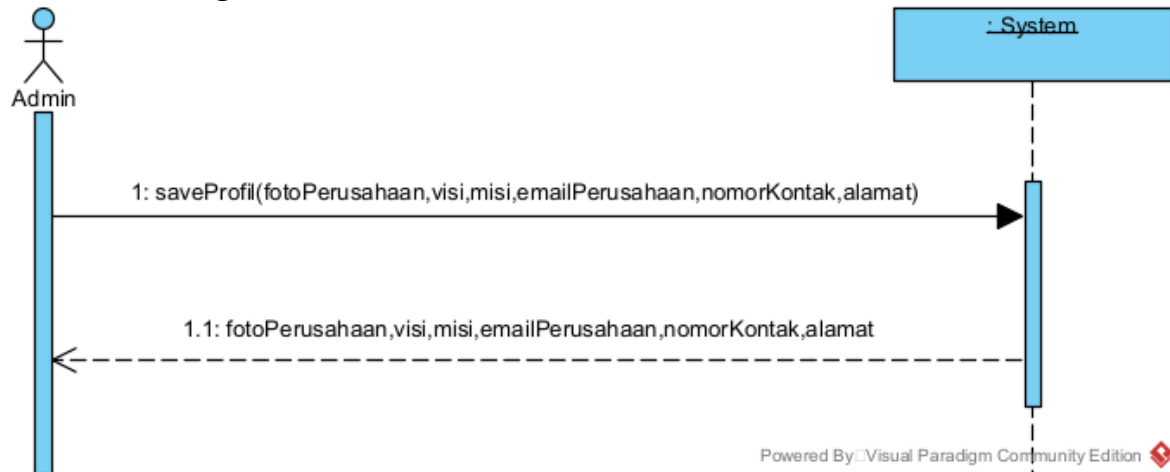 : System
Admin
1: saveProfil(fotoPerusahaan,visi,misi,emailPerusahaan,nomorKontak,alamat)
1.1: fotoPerusahaan,visi,misi,emailPerusahaan,nomorKontak,alamat
Powered By Visual Paradigm Community Edition